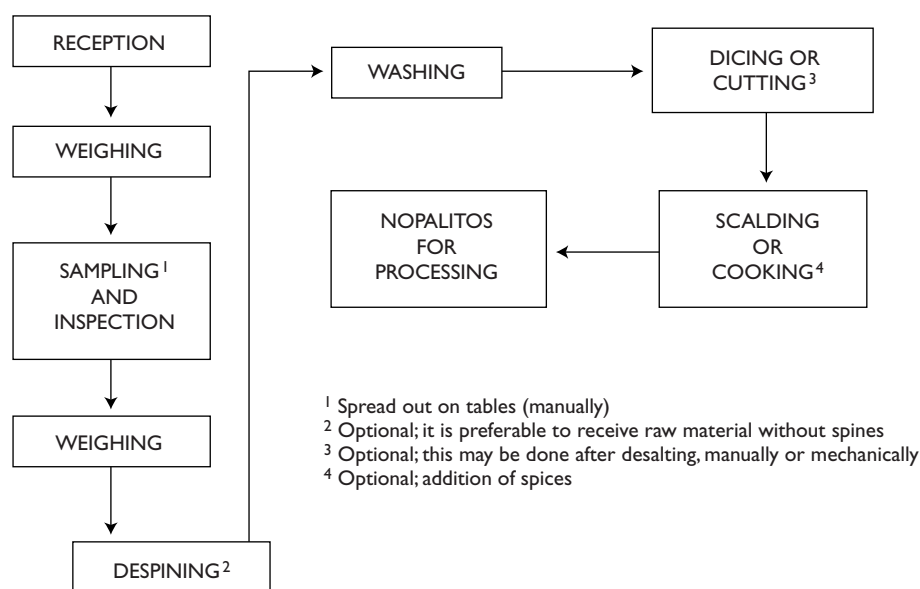 RECEPTION
WEIGHING
SAMPLING¹
AND
INSPECTION
WEIGHING
DESPINING²
WASHING
DICING OR
CUTTING³
SCALDING
OR
COOKING⁴
NOPALITOS
FOR
PROCESSING
¹ Spread out on tables (manually)
² Optional; it is preferable to receive raw material without spines
³ Optional; this may be done after desalting, manually or mechanically
⁴ Optional; addition of spices